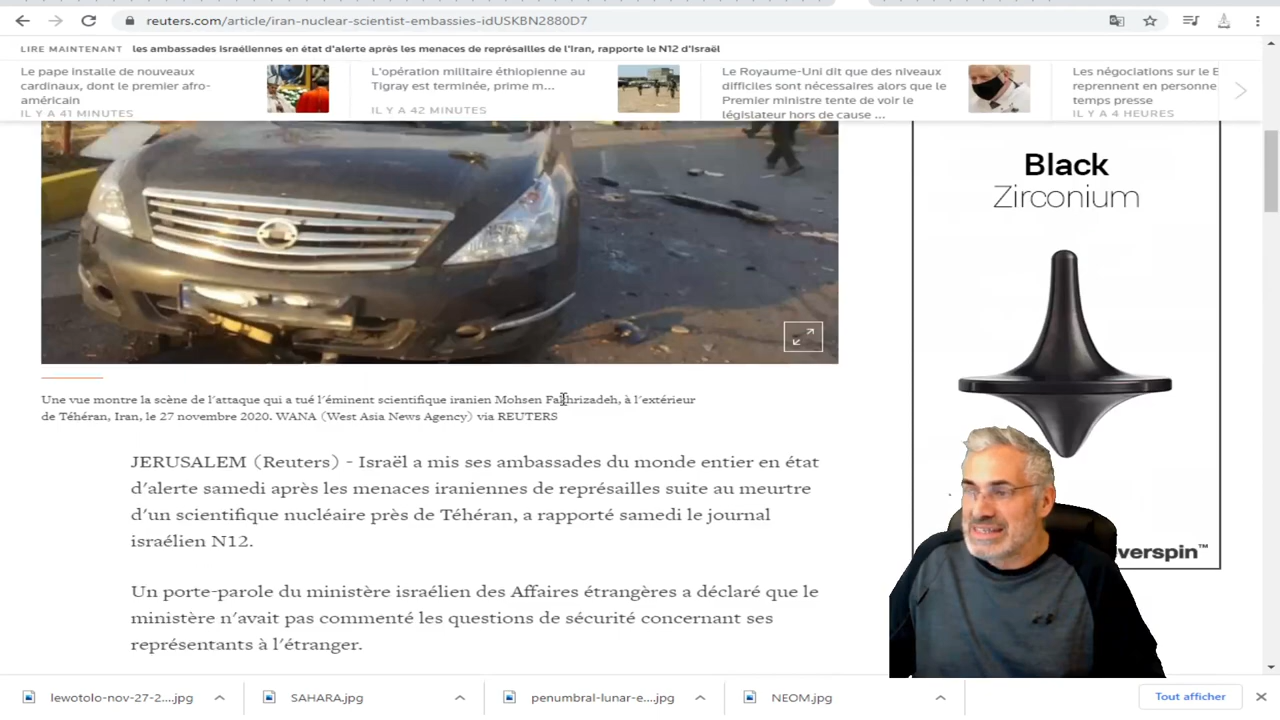 reuters.com/article/iran-nuclear-scientist-embassies-idUSKBN2880D7
LIRE MAINTENANT les ambassades israéliennes en état d'alerte après les menaces de représailles de l'Iran, rapporte le N12 d'Israël
Le pape installe de nouveaux
cardinaux, dont le premier afro-
américain
IL Y A 41 MINUTES
L'opération militaire éthiopienne au
Tigray est terminée, prime m...
IL Y A 42 MINUTES
Le Royaume-Uni dit que des niveaux
difficiles sont nécessaires alors que le
Premier ministre tente de voir le
législateur hors de cause ...
Les négociations sur le B
reprennent en personne
temps presse
IL Y A 4 HEURES
Black
Zirconium
verspin™
Une vue montre la scène de l'attaque qui a tué l'éminent scientifique iranien Mohsen Fakhrizadeh, à l'extérieur
de Téhéran, Iran, le 27 novembre 2020. WANA (West Asia News Agency) via REUTERS
JERUSALEM (Reuters) - Israël a mis ses ambassades du monde entier en état
d'alerte samedi après les menaces iraniennes de représailles suite au meurtre
d'un scientifique nucléaire près de Téhéran, a rapporté samedi le journal
israélien N12.
Un porte-parole du ministère israélien des Affaires étrangères a déclaré que le
ministère n'avait pas commenté les questions de sécurité concernant ses
représentants à l'étranger.
lewotolo-nov-27-2....jpg
SAHARA.jpg
penumbral-lunar-e....jpg
NEOM.jpg
Tout afficher